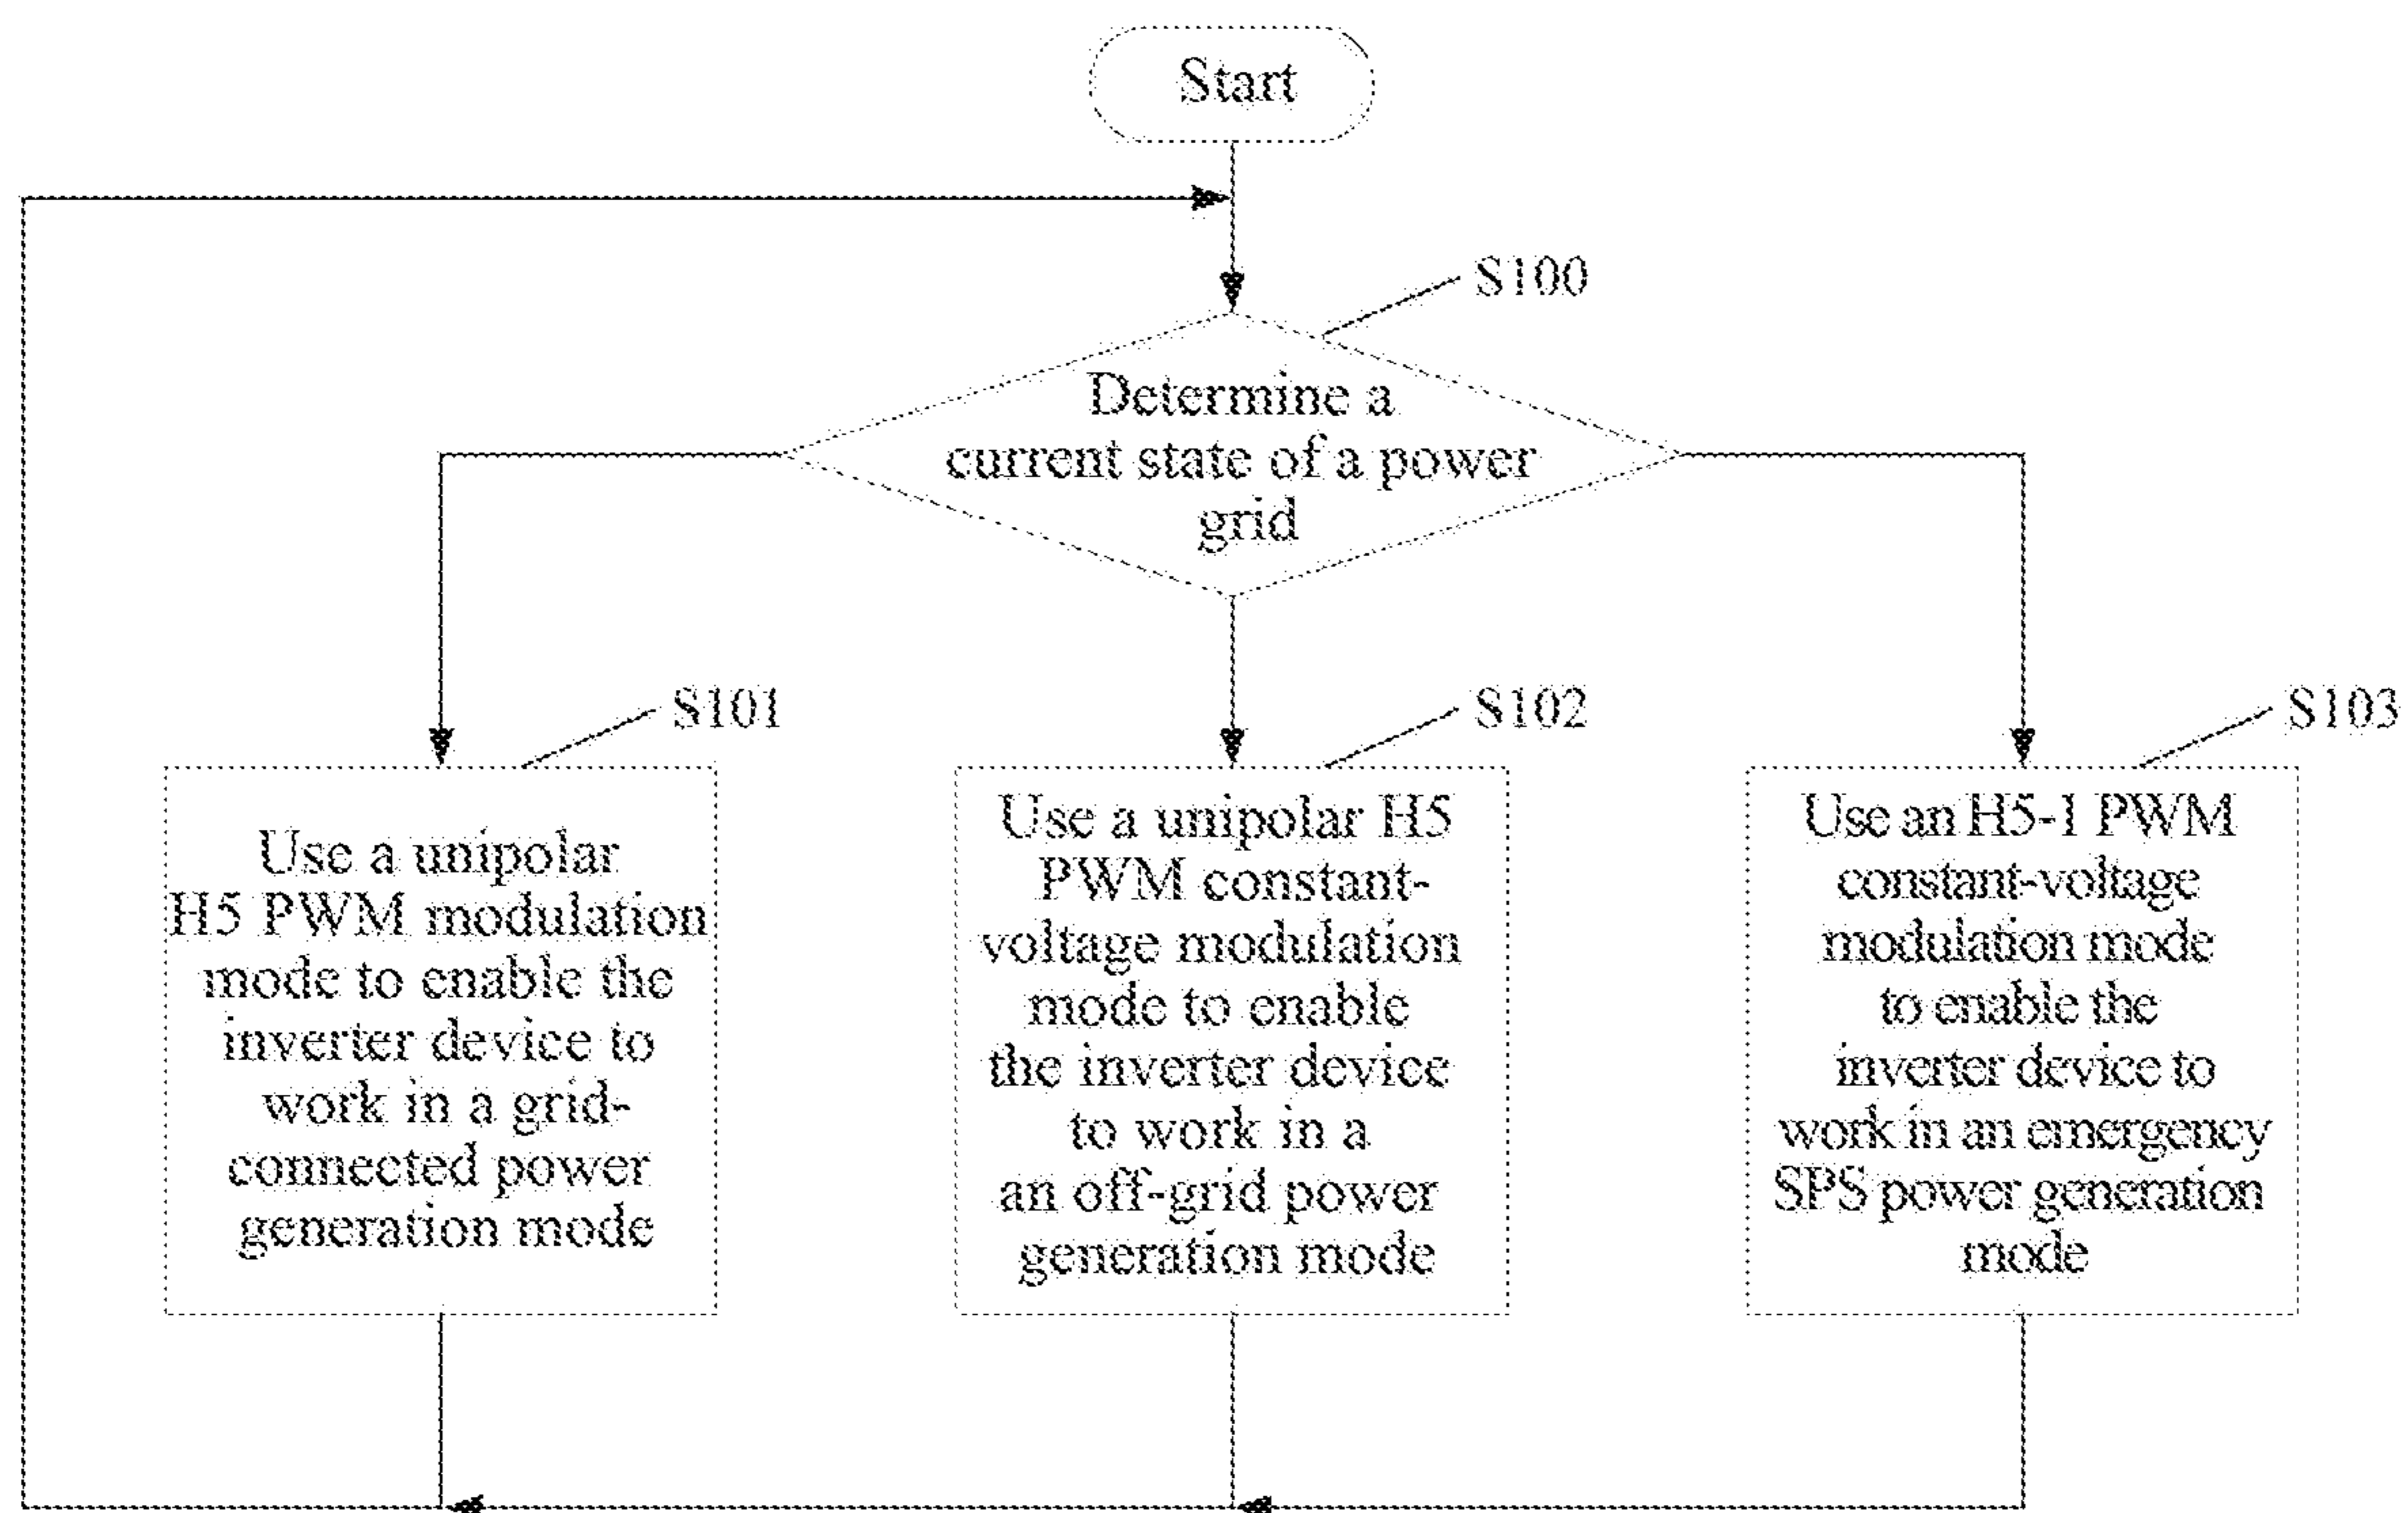 Start
S100
Determine a
current state of a power
grid
S101
S102
S103
Use a unipolar
H5 PWM modulation
mode to enable the
inverter device to
work in a grid-
connected power
generation mode
Use a unipolar H5
PWM constant-
voltage modulation
mode to enable
the inverter device
to work in a
an off-grid power
generation mode
Use an H5-1 PWM
constant-voltage
modulation mode
to enable the
inverter device to
work in an emergency
SPS power generation
mode